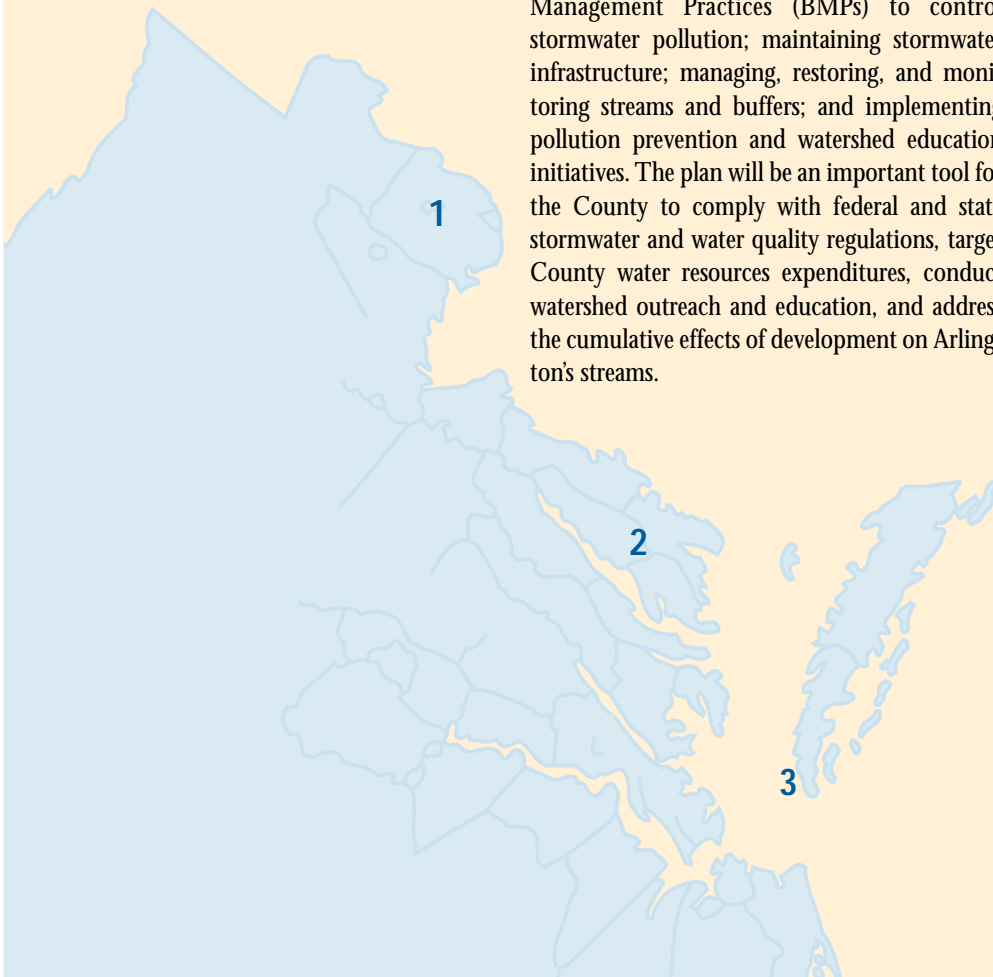 Management Practices (BMPs) to contro
stormwater pollution; maintaining stormwate
infrastructure; managing, restoring, and moni
toring streams and buffers; and implementing
pollution prevention and watershed education
initiatives. The plan will be an important tool fo
the County to comply with federal and stat
stormwater and water quality regulations, targe
County water resources expenditures, conduc
watershed outreach and education, and addres
the cumulative effects of development on Arling
ton's streams.
1
2
3